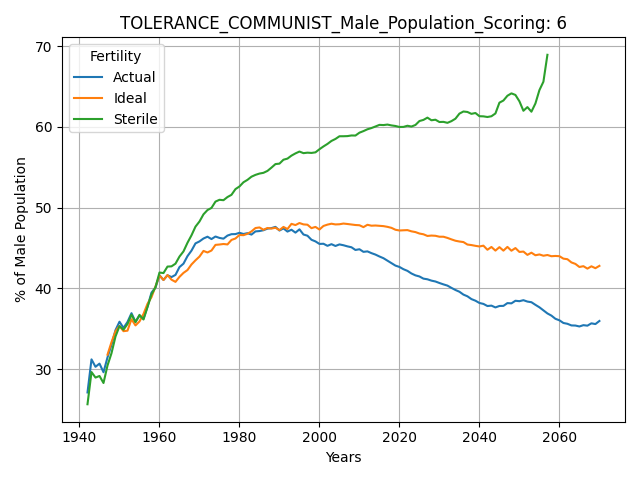 TOLERANCE_COMMUNIST_Male_Population_Scoring: 6
Fertility
Actual
Ideal
Sterile
% of Male Population
70
60
50
40
30
1940
1960
1980
2000
2020
2040
2060
Years